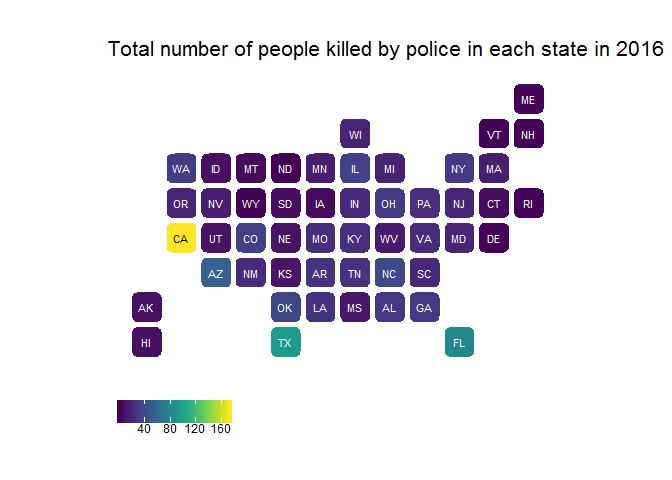 Total number of people killed by police in each state in 2016
ME
WI VT NH
WA ID MT ND MN IL MI NY MA
OR NV WY SD IA IN OH PA NJ CT RI
CA UT CO NE MO KY WV VA MD DE
AZ NM KS AR TN NC SC
AK OK LA MS AL GA
HI TX FL
40 80 120 160